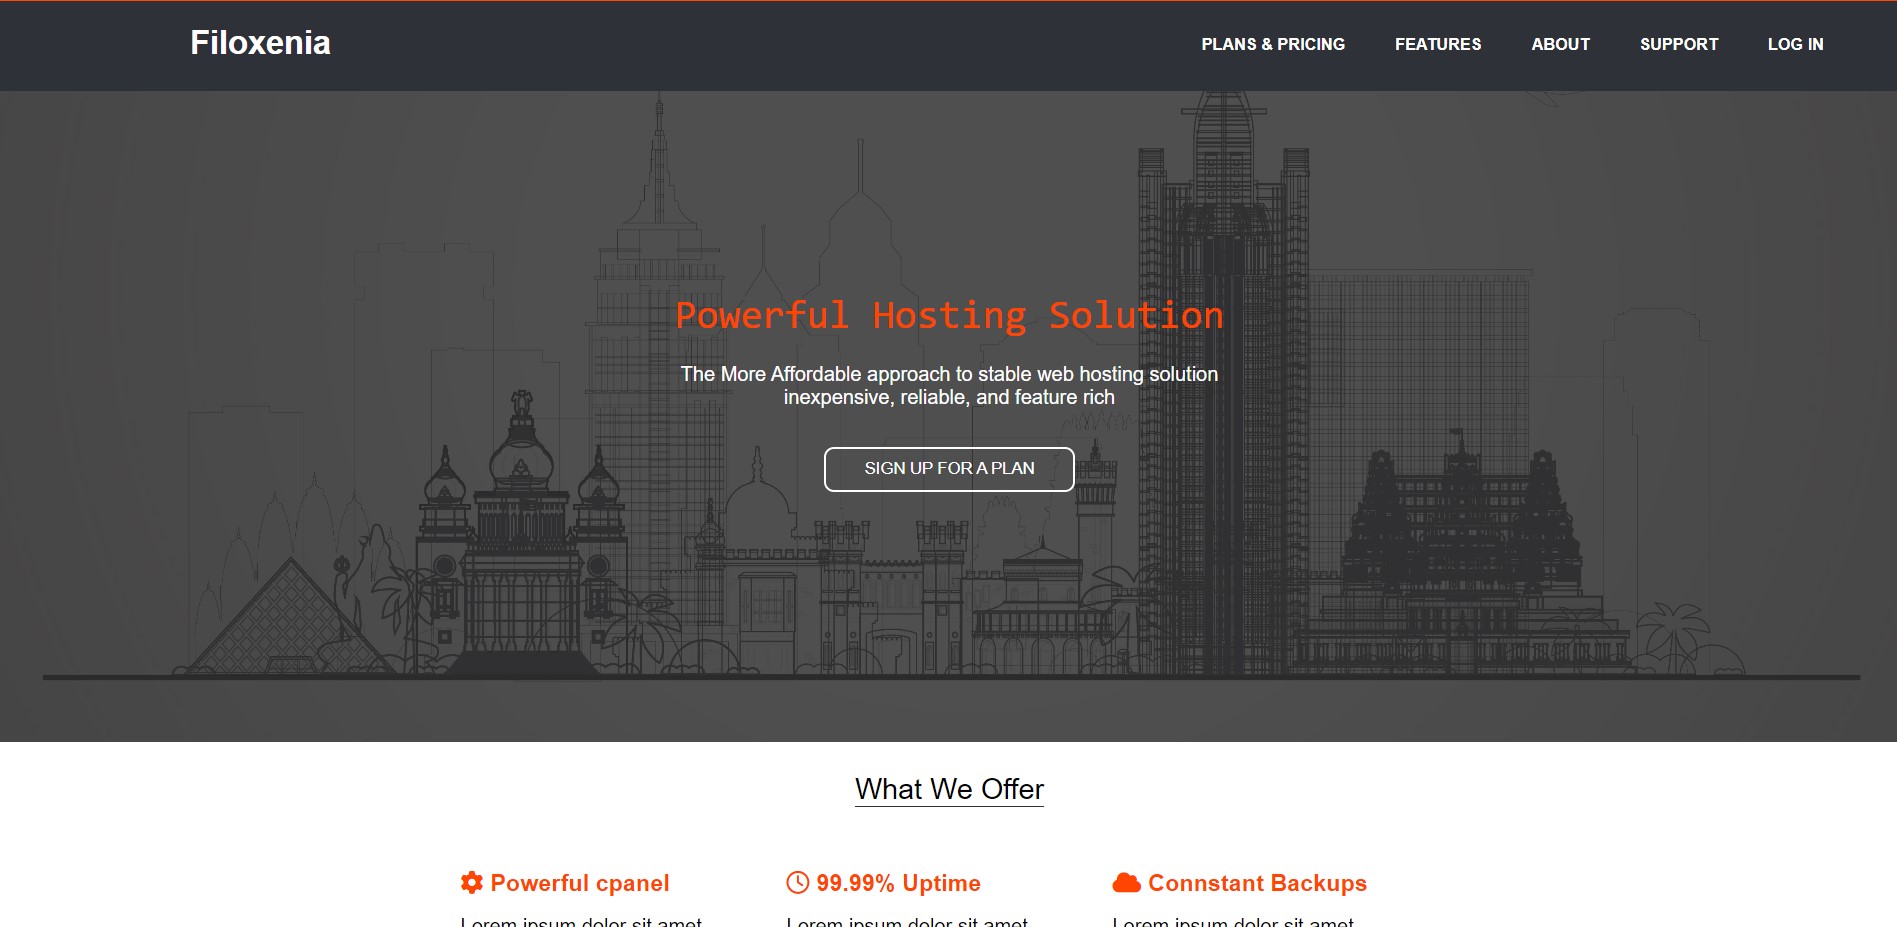 Filoxenia
PLANS & PRICING FEATURES ABOUT SUPPORT LOG IN
Powerful Hosting Solution
The More Affordable approach to stable web hosting solution
inexpensive, reliable, and feature rich
SIGN UP FOR A PLAN
What We Offer
Powerful cpanel
99.99% Uptime
Connstant Backups
Lorem ipsum dolor sit amet
Lorem ipsum dolor sit amet
Lorem ipsum dolor sit amet